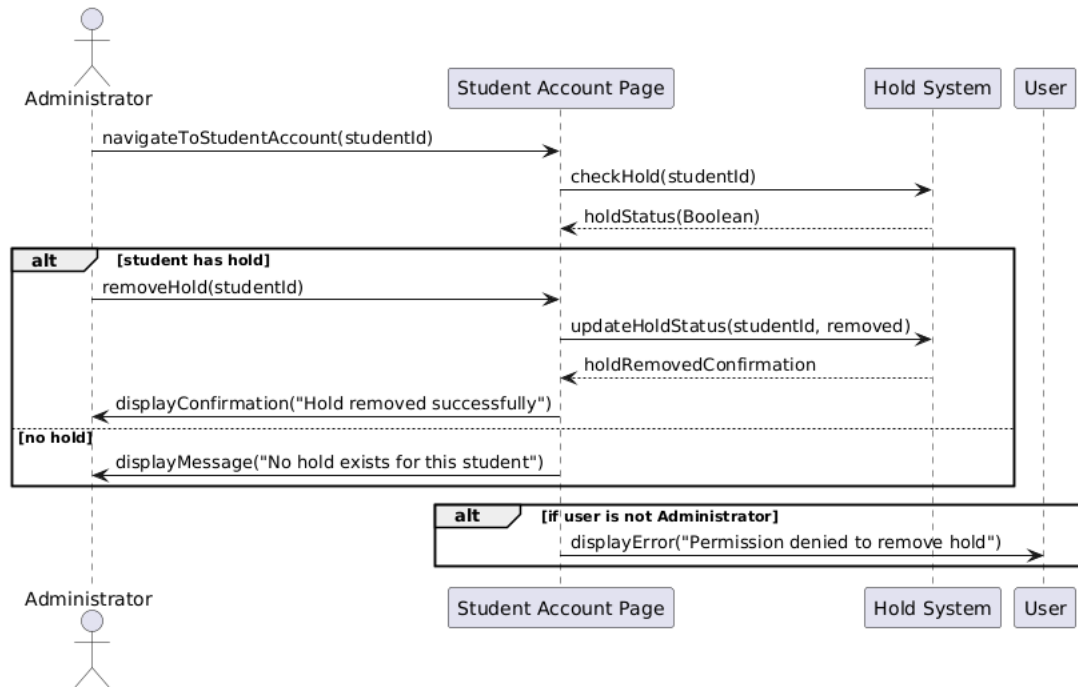 Administrator
Student Account Page
Hold System
User
navigateToStudentAccount(studentId)
checkHold(studentId)
holdStatus(Boolean)
alt
[student has hold]
removeHold(studentId)
updateHoldStatus(studentId, removed)
holdRemovedConfirmation
displayConfirmation("Hold removed successfully")
[no hold]
displayMessage("No hold exists for this student")
alt
[if user is not Administrator]
displayError("Permission denied to remove hold")
Administrator
Student Account Page
Hold System
User